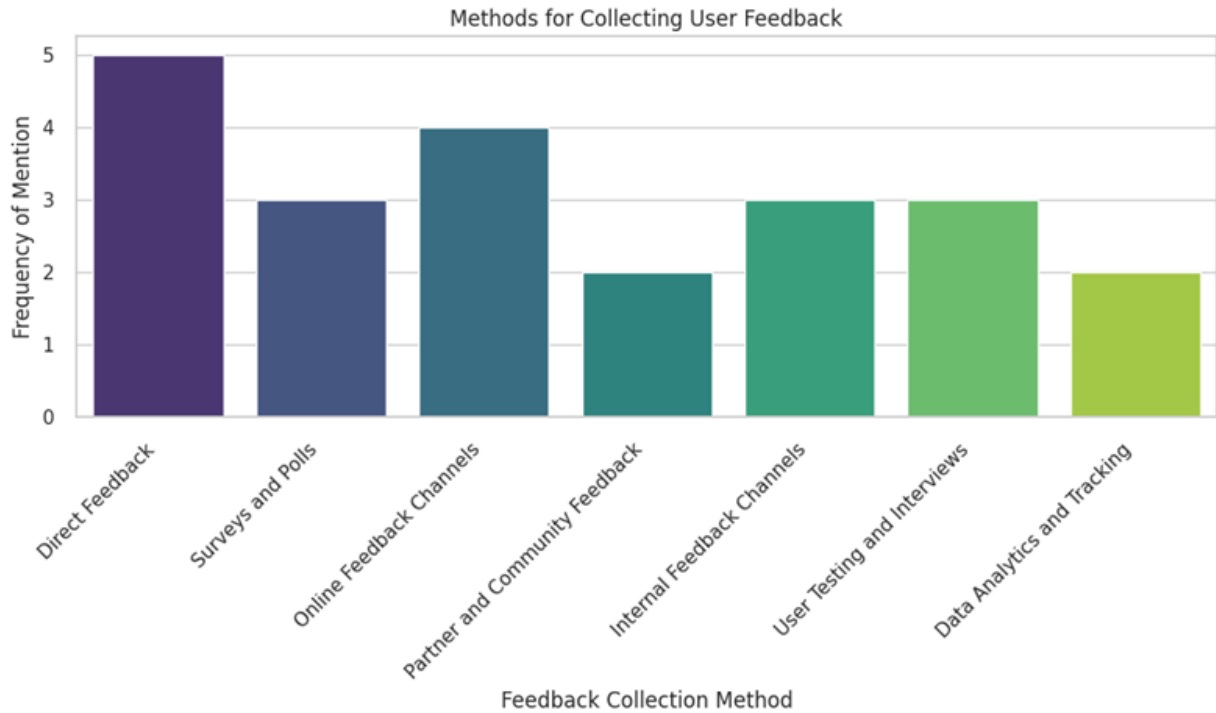 Methods for Collecting User Feedback
Frequency of Mention
5
4
3
2
1
0
Direct Feedback
Surveys and Polls
Online Feedback Channels
Partner and Community Feedback
Internal Feedback Channels
User Testing and Interviews
Data Analytics and Tracking
Feedback Collection Method